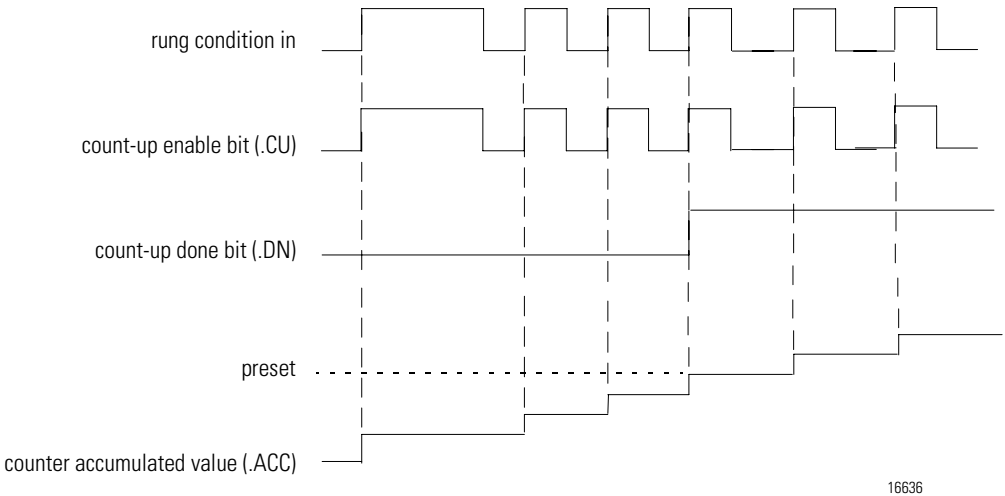 rung condition in
count-up enable bit (.CU)
count-up done bit (.DN)
preset
counter accumulated value (.ACC)
16636